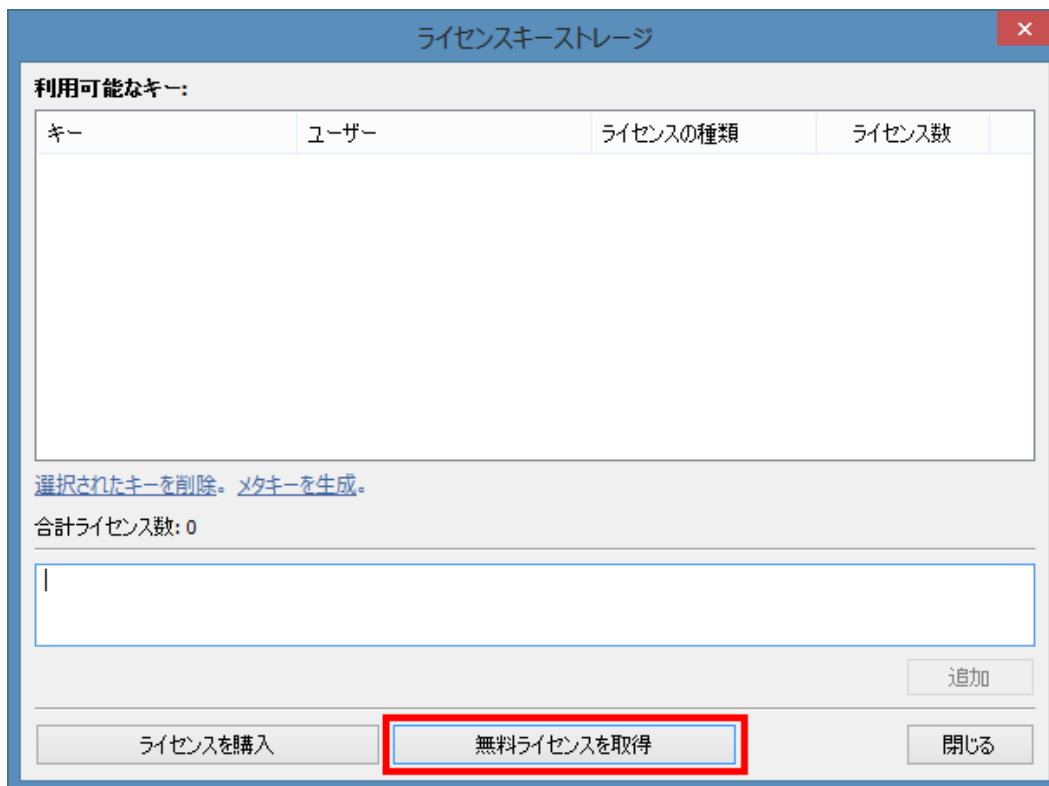 ライセンスキーストレージ
利用可能なキー:
キー ユーザー ライセンスの種類 ライセンス数
選択されたキーを削除。 メタキーを生成。
合計ライセンス数: 0
追加
ライセンスを購入 無料ライセンスを取得 閉じる